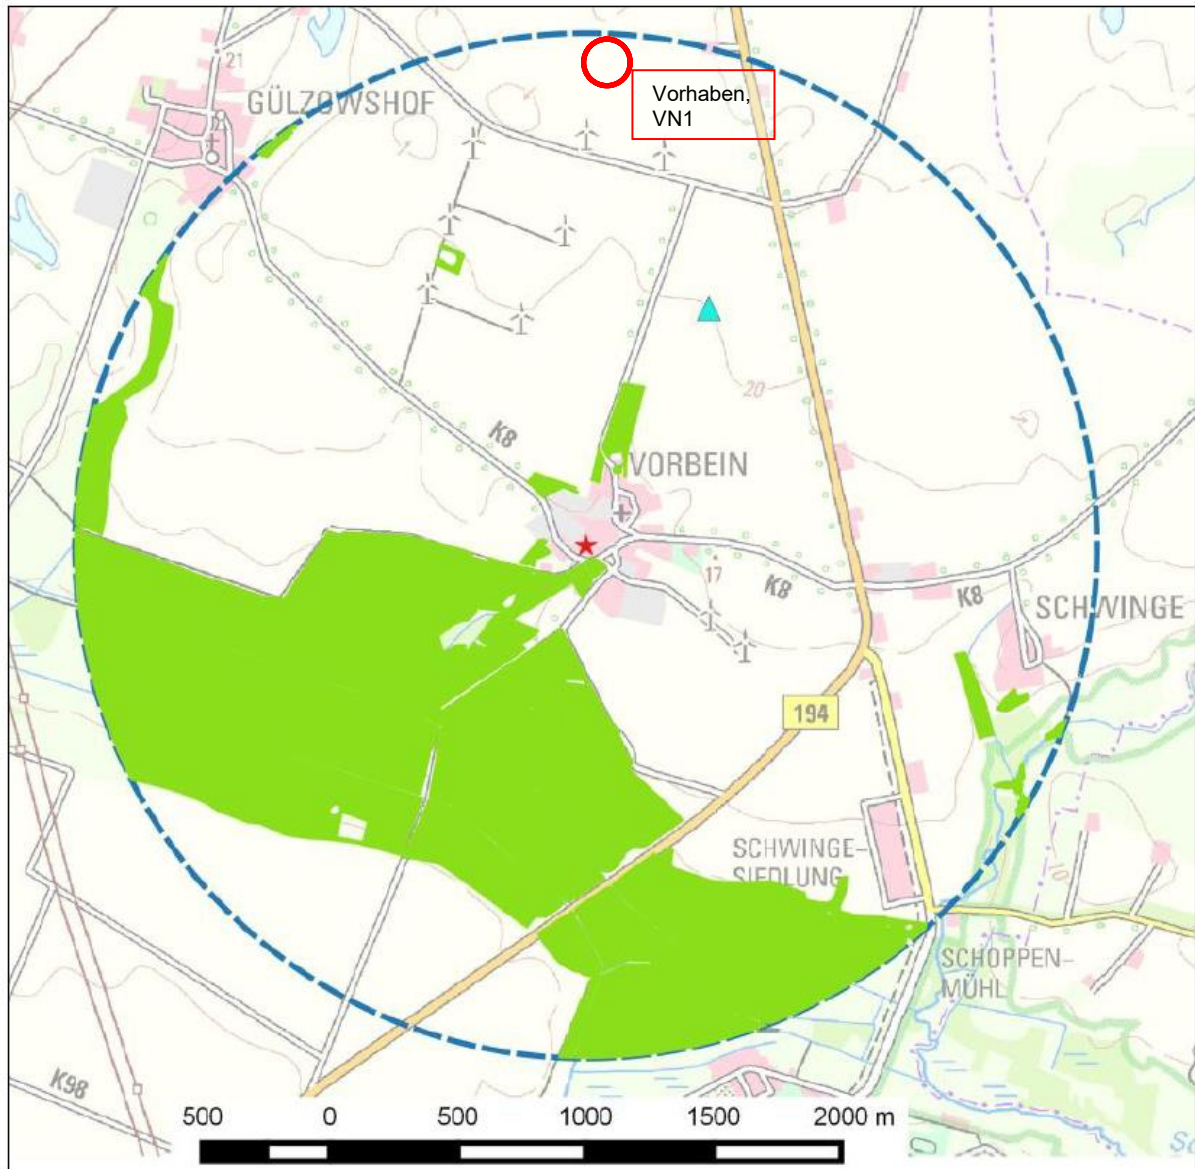 21
GÜLZOWSHOF
Vorhaben,
VN1
20
K8
VORBEIN
17
K8
K8
SCHWINGE
194
SCHWINGE-
SIEDLUNG
10
SCHOPPEN-
MÜHL
K98
500 0 500 1000 1500 2000 m